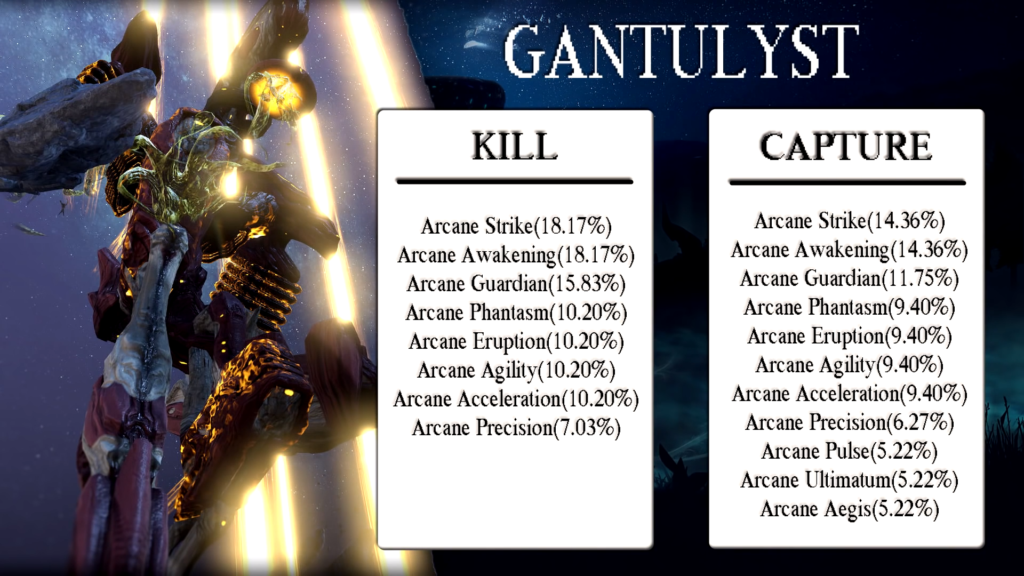 GANTULYST
KILL
Arcane Strike(18.17%)
Arcane Awakening(18.17%)
Arcane Guardian(15.83%)
Arcane Phantasm(10.20%)
Arcane Eruption(10.20%)
Arcane Agility(10.20%)
Arcane Acceleration(10.20%)
Arcane Precision(7.03%)
CAPTURE
Arcane Strike(14.36%)
Arcane Awakening(14.36%)
Arcane Guardian(11.75%)
Arcane Phantasm(9.40%)
Arcane Eruption(9.40%)
Arcane Agility(9.40%)
Arcane Acceleration(9.40%)
Arcane Precision(6.27%)
Arcane Pulse(5.22%)
Arcane Ultimatum(5.22%)
Arcane Aegis(5.22%)